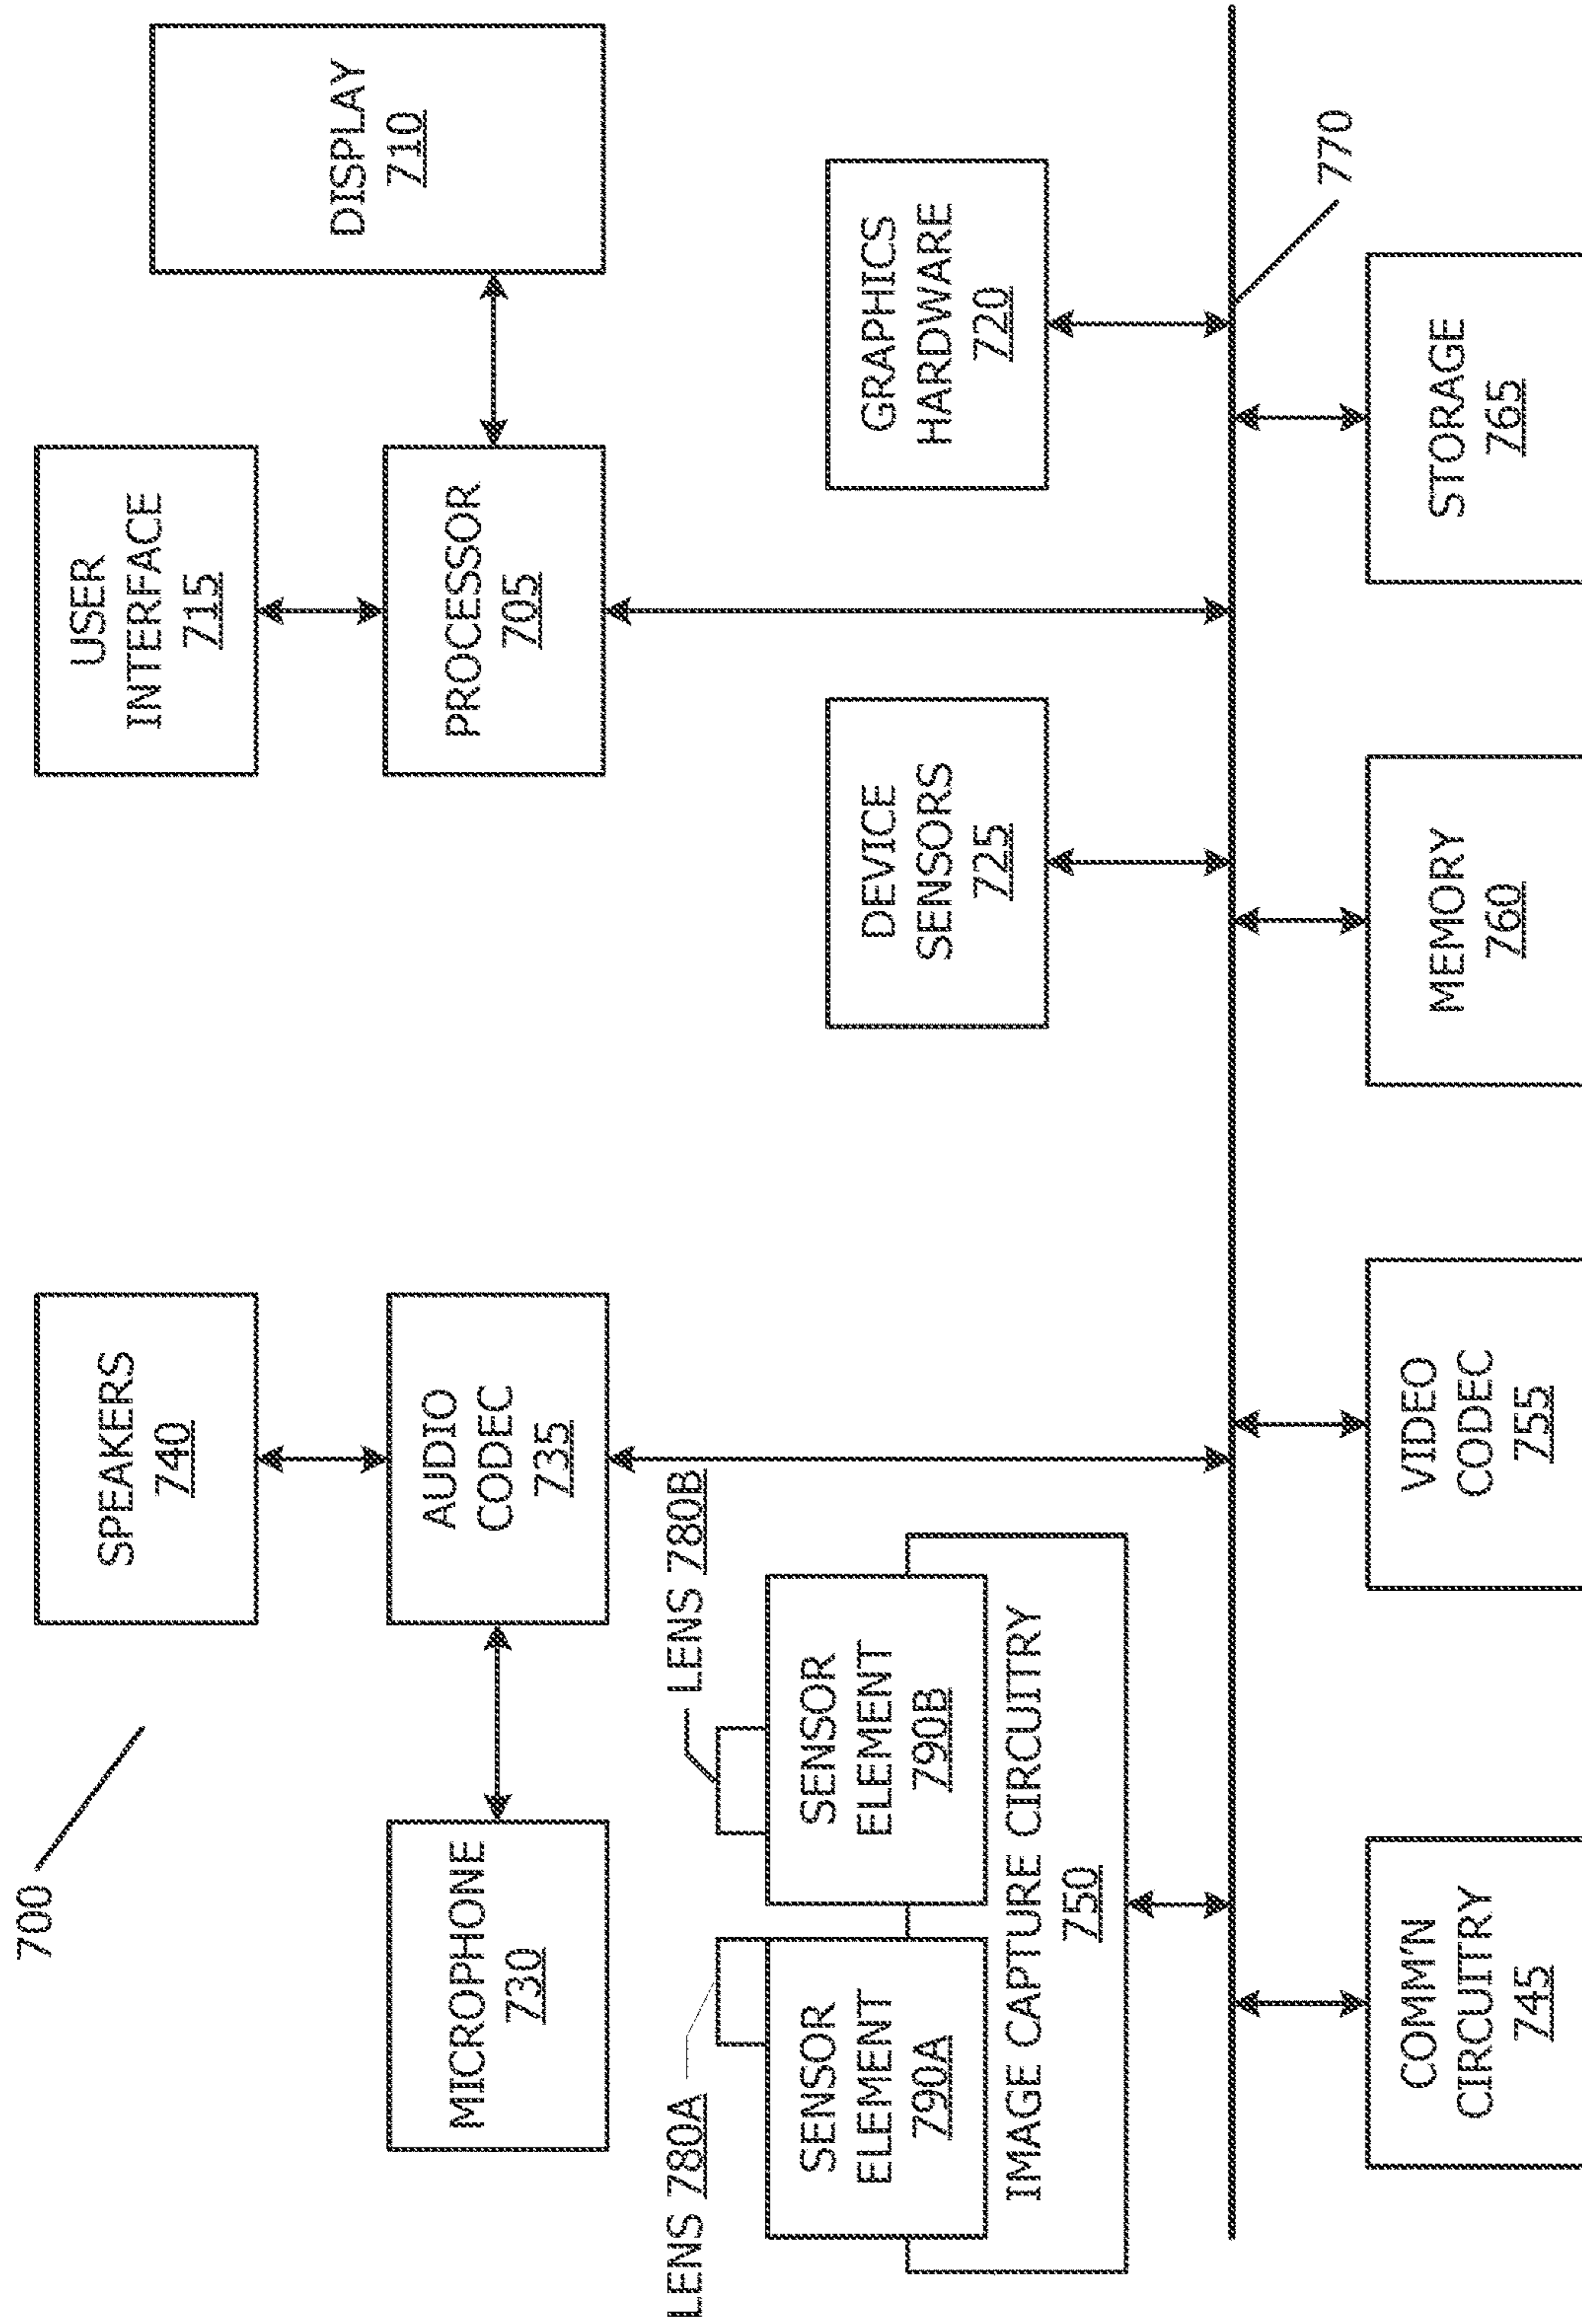 700
SPEAKERS
740
USER
INTERFACE
715
MICROPHONE
730
AUDIO
CODEC
735
PROCESSOR
705
DISPLAY
710
LENS 780A
LENS 780B
SENSOR
ELEMENT
790A
SENSOR
ELEMENT
790B
IMAGE CAPTURE CIRCUITRY
750
DEVICE
SENSORS
725
GRAPHICS
HARDWARE
720
770
COMM'N
CIRCUITRY
745
VIDEO
CODEC
755
MEMORY
760
STORAGE
765